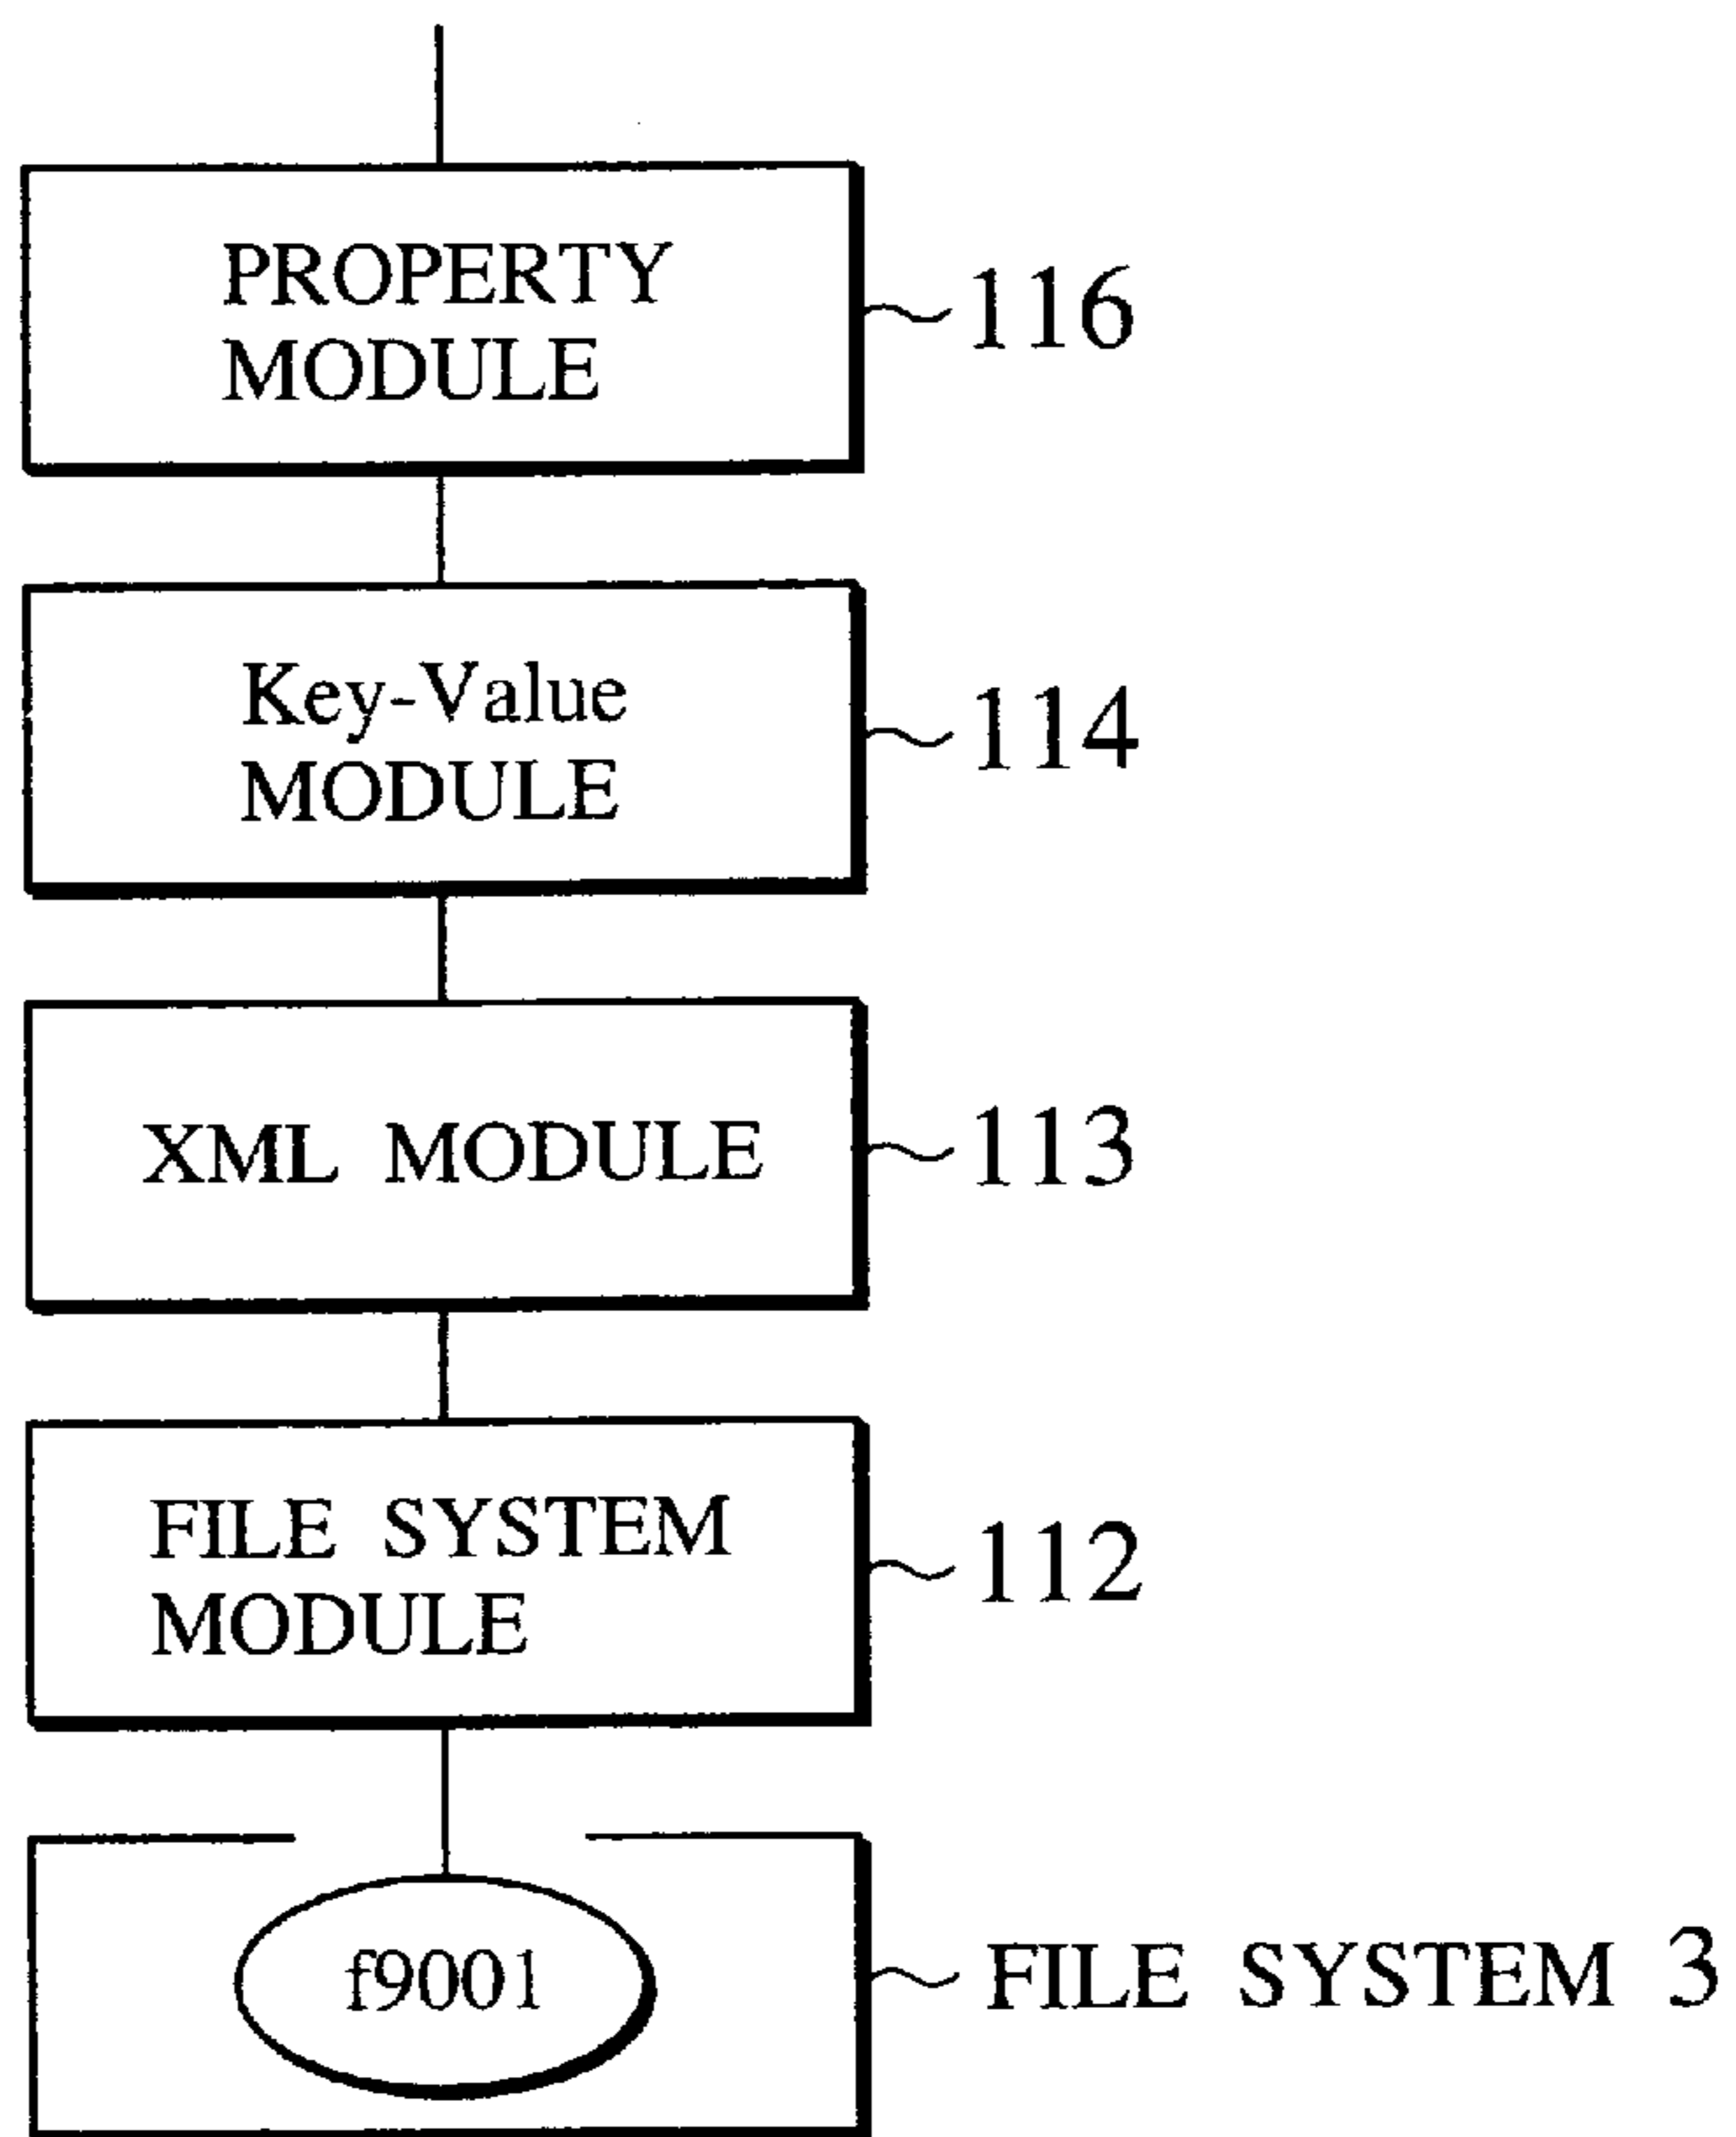 PROPERTY
MODULE
116
Key-Value
MODULE
114
XML MODULE
113
FILE SYSTEM
MODULE
112
f9001
FILE SYSTEM 3